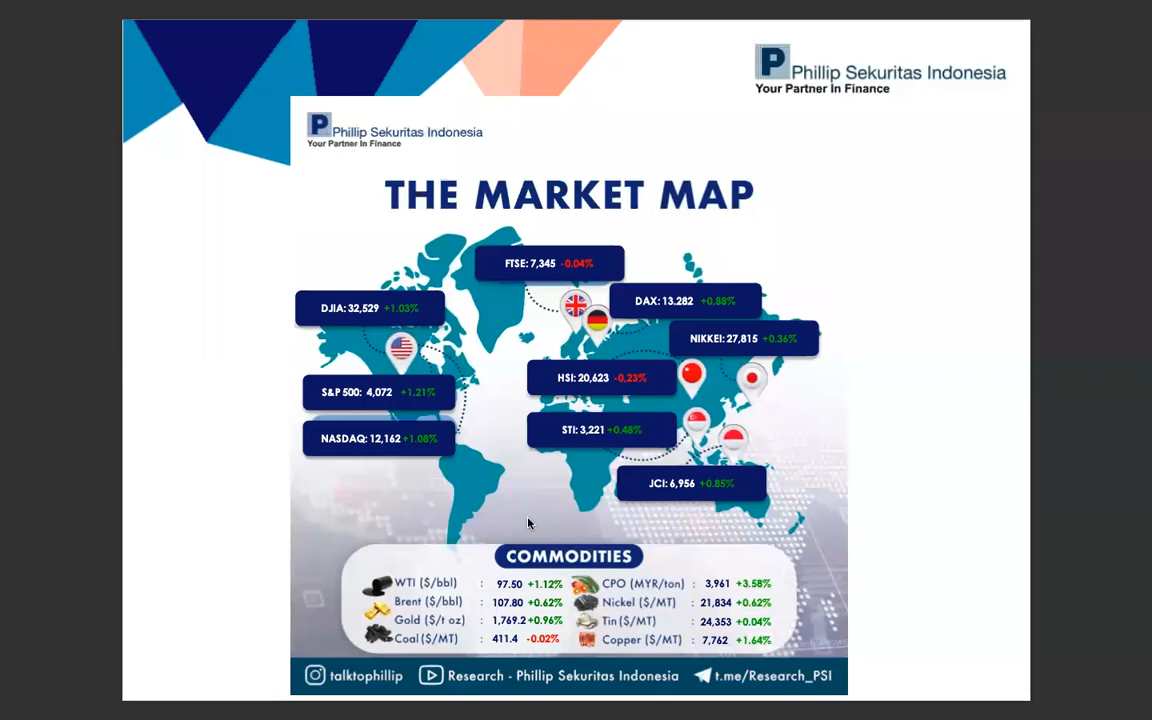 Phillip Sekuritas Indonesia
Your Partner In Finance
Phillip Sekuritas Indonesia
Your Partner In Finance
THE MARKET MAP
FTSE: 7,345 -0.04%
DJIA: 32,529 +1.03%
DAX: 13.282 +0.88%
NIKKEI: 27,815 +0.36%
HSI: 20,623 -0,23%
S&P 500: 4,072 +1.21%
STI: 3,221 +0.48%
NASDAQ: 12,162 +1.08%
JCI: 6,956 +0.85%
COMMODITIES
WTI ($/bbl) : 97.50 +1.12%
Brent ($/bbl) : 107.80 +0.62%
Gold ($/t oz) : 1,769.2 +0.96%
Coal ($/MT) : 411.4 -0.02%
CPO (MYR/ton) : 3,961 +3.58%
Nickel ($/MT) : 21,834 +0.62%
Tin ($/MT) : 24,353 +0.04%
Copper ($/MT) : 7,762 +1.64%
talktophillip
Research - Phillip Sekuritas Indonesia
t.me/Research_PSI